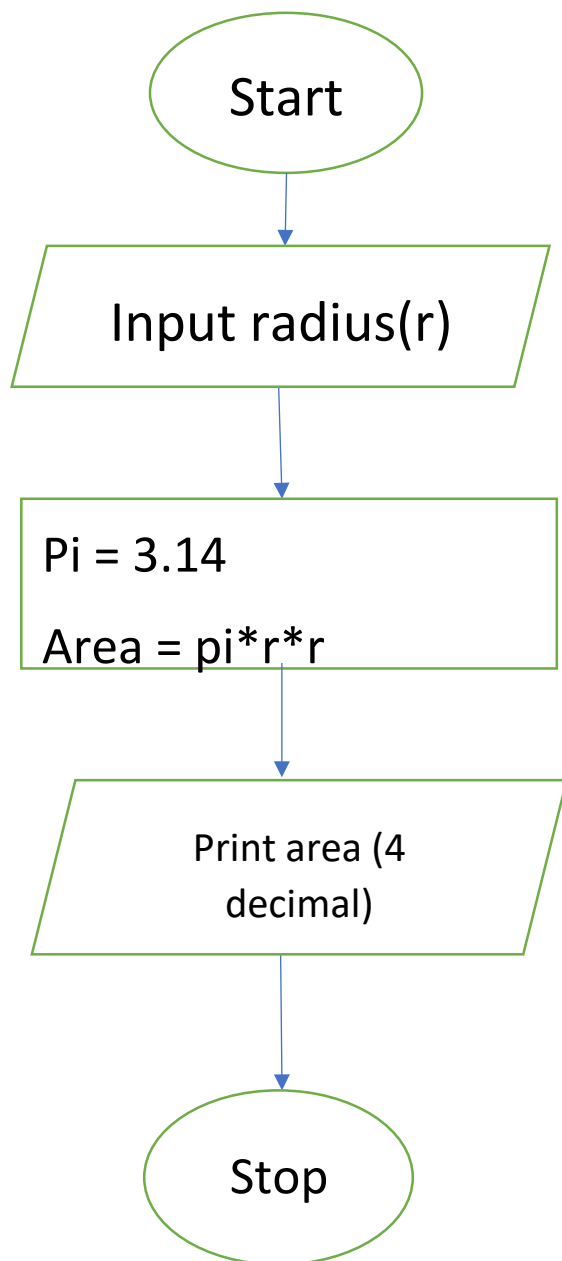 Start
Input radius(r)
Pi = 3.14
Area = pi*r*r
Print area (4
decimal)
Stop